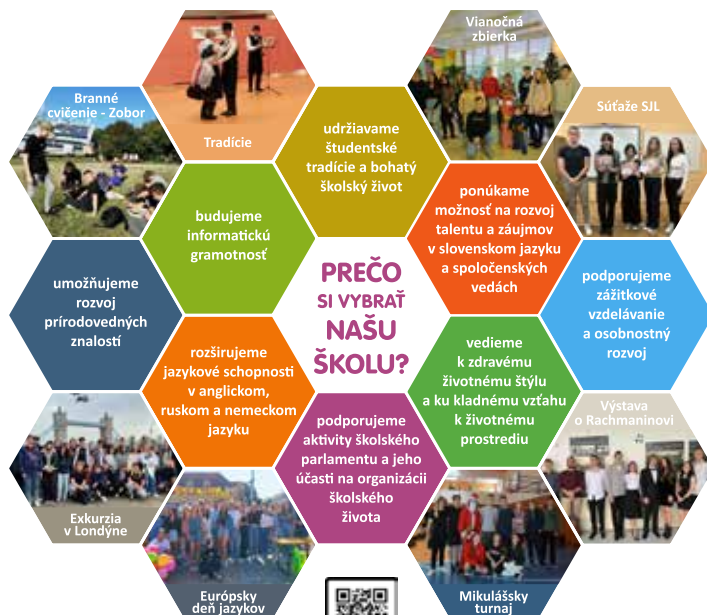 Vianočná
zbierka
Branné
cvičenie - Zobor
Tradície
Súťaže SJL
udržiavame
študentské
tradície a bohatý
školský život
budujeme
informatickú
gramotnosť
ponúkame
možnosť na rozvoj
talentu a záujmov
v slovenskom jazyku
a spoločenských
vedách
umožňujeme
rozvoj
prírodovedných
znalostí
PREČO
SI VYBRAŤ
NAŠU
ŠKOLU?
podporujeme
zážitkové
vzdelávanie
a osobnostný
rozvoj
rozširujeme
jazykové schopnosti
v anglickom,
ruskom a nemeckom
jazyku
vedieme
k zdravému
životnému štýlu
a ku kladnému vzťahu
k životnému
prostrediu
podporujeme
aktivity školského
parlamentu a jeho
účasti na organizácii
školského
života
Výstava
o Rachmaninovi
Exkurzia
v Londýne
Európsky
deň jazykov
Mikulášsky
turnaj